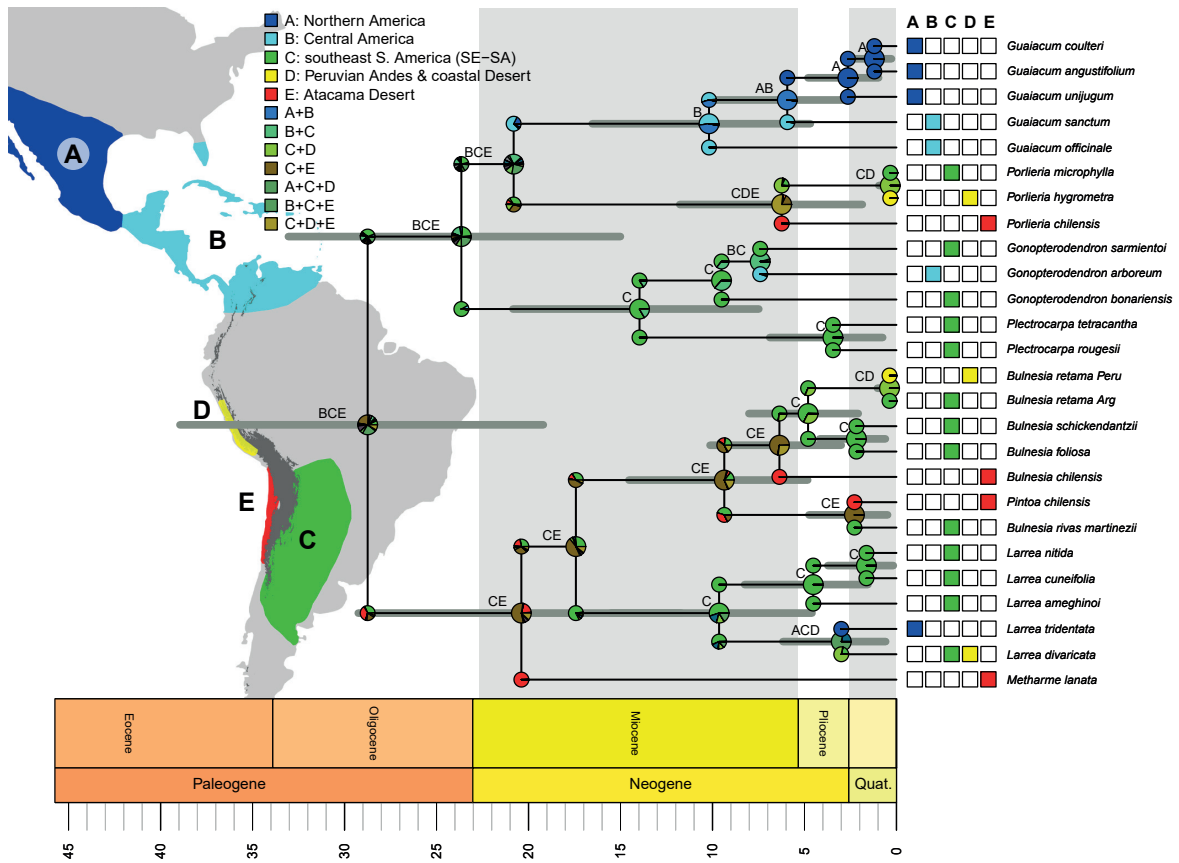 A: Northern America
B: Central America
C: southeast S. America (SE−SA)
D: Peruvian Andes & coastal Desert
E: Atacama Desert
A+B
B+C
C+D
C+E
A+C+D
B+C+E
C+D+E
A
B
C
D
E
A B C D E
Guaiacum coulteri
Guaiacum angustifolium
Guaiacum unijugum
Guaiacum sanctum
Guaiacum officinale
Porlieria microphylla
Porlieria hygrometra
Porlieria chilensis
Gonopterodendron sarmientoi
Gonopterodendron arboreum
Gonopterodendron bonariensis
Plectrocarpa tetracantha
Plectrocarpa rougesii
Bulnesia retama Peru
Bulnesia retama Arg
Bulnesia schickendantzii
Bulnesia foliosa
Bulnesia chilensis
Pintoa chilensis
Bulnesia rivas martinezii
Larrea nitida
Larrea cuneifolia
Larrea ameghinoi
Larrea tridentata
Larrea divaricata
Metharme lanata
A
A
AB
B
BCE
CD
CDE
BCE
BC
C
C
C
BCE
CD
C
C
CE
CE
CE
CE
C
C
C
CE
ACD
Eocene
Oligocene
Miocene
Pliocene
Paleogene
Neogene
Quat.
45 40 35 30 25 20 15 10 5 0